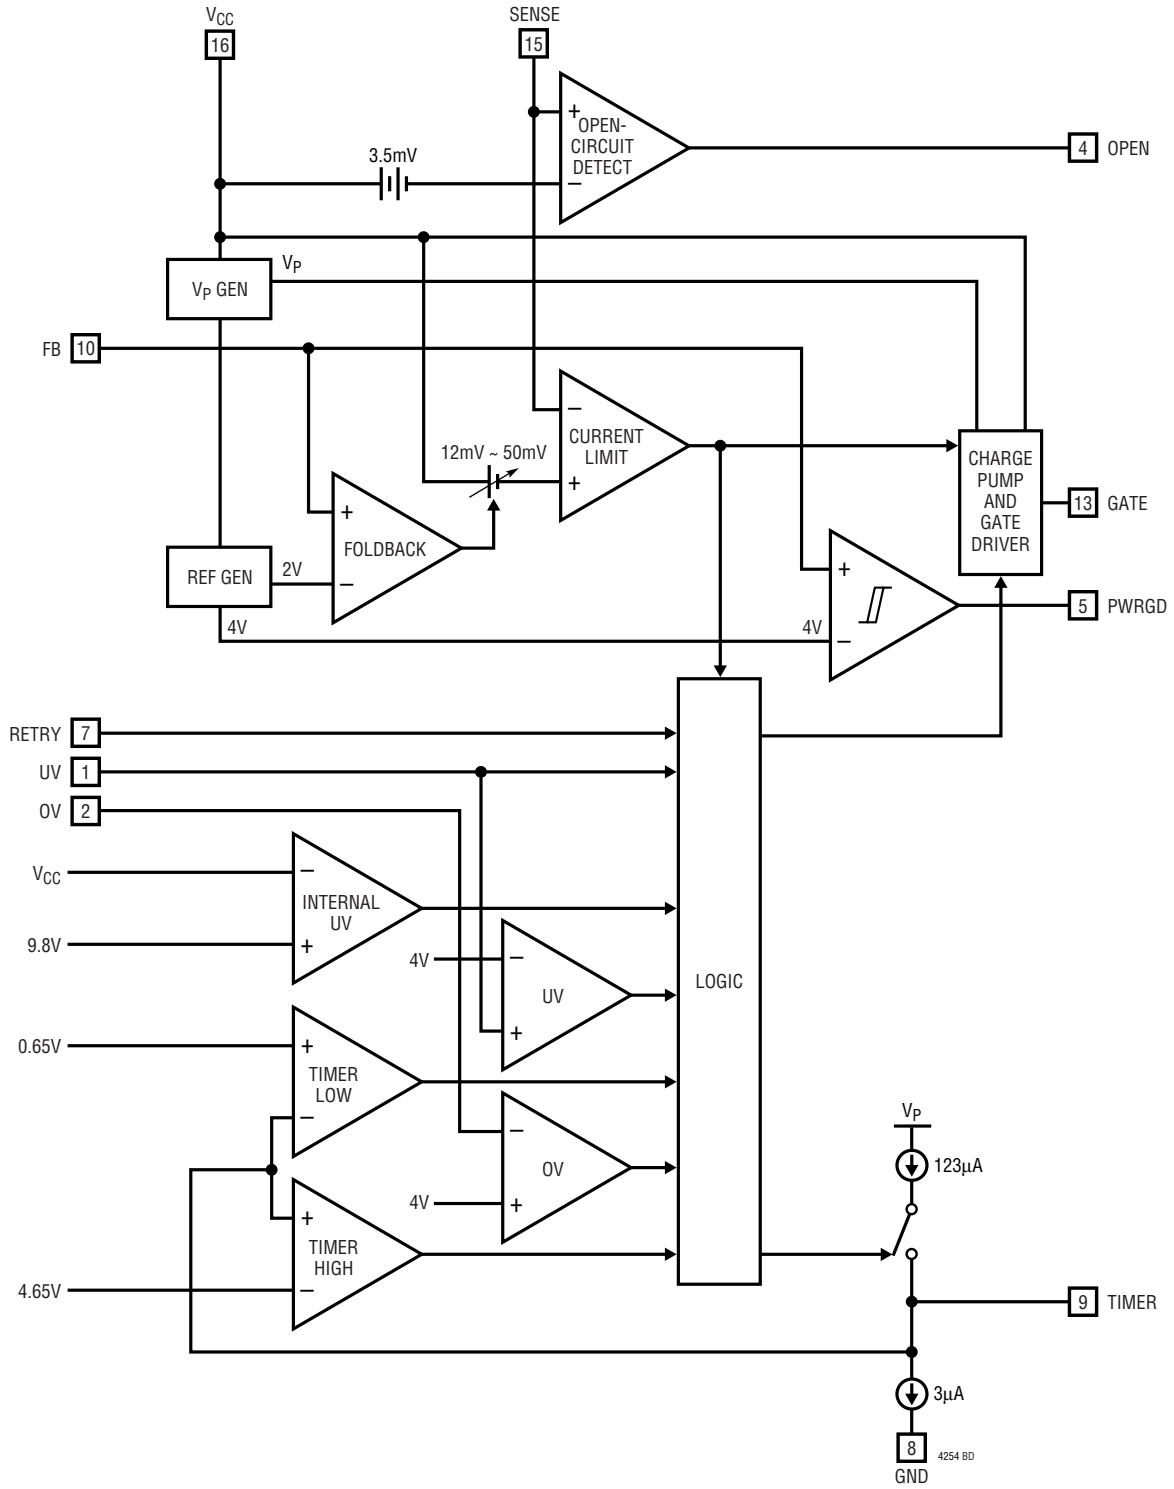 VCC
16
SENSE
15
+
OPEN-
CIRCUIT
DETECT
−
3.5mV
4
OPEN
VP GEN
VP
FB
10
−
CURRENT
LIMIT
+
12mV ~ 50mV
CHARGE
PUMP
AND
GATE
DRIVER
13
GATE
+
FOLDBACK
−
REF GEN
2V
4V
4V
+
−
5
PWRGD
RETRY
7
UV
1
OV
2
VCC
−
INTERNAL
UV
9.8V
+
4V
−
UV
+
LOGIC
0.65V
+
TIMER
LOW
−
−
OV
4V
+
+
TIMER
HIGH
4.65V
−
VP
123µA
9
TIMER
3µA
8
GND
4254 BD